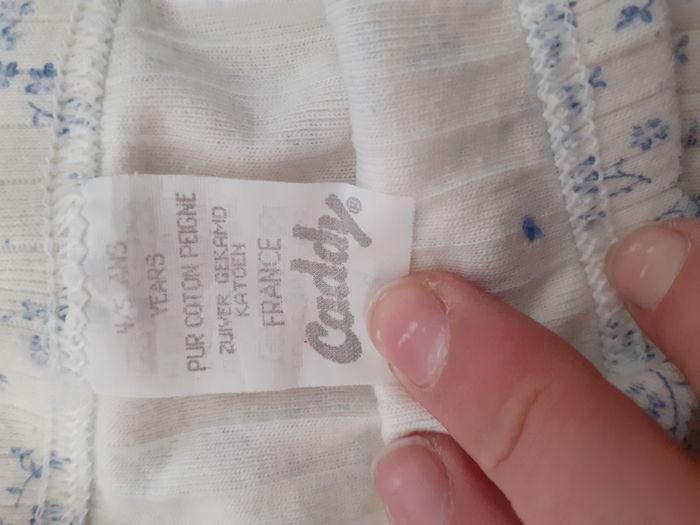 Caddy®
FRANCE
ZUIVER GEKAMD
KATOEN
PUR COTON PEIGNE
YEARS
4/5 ANS